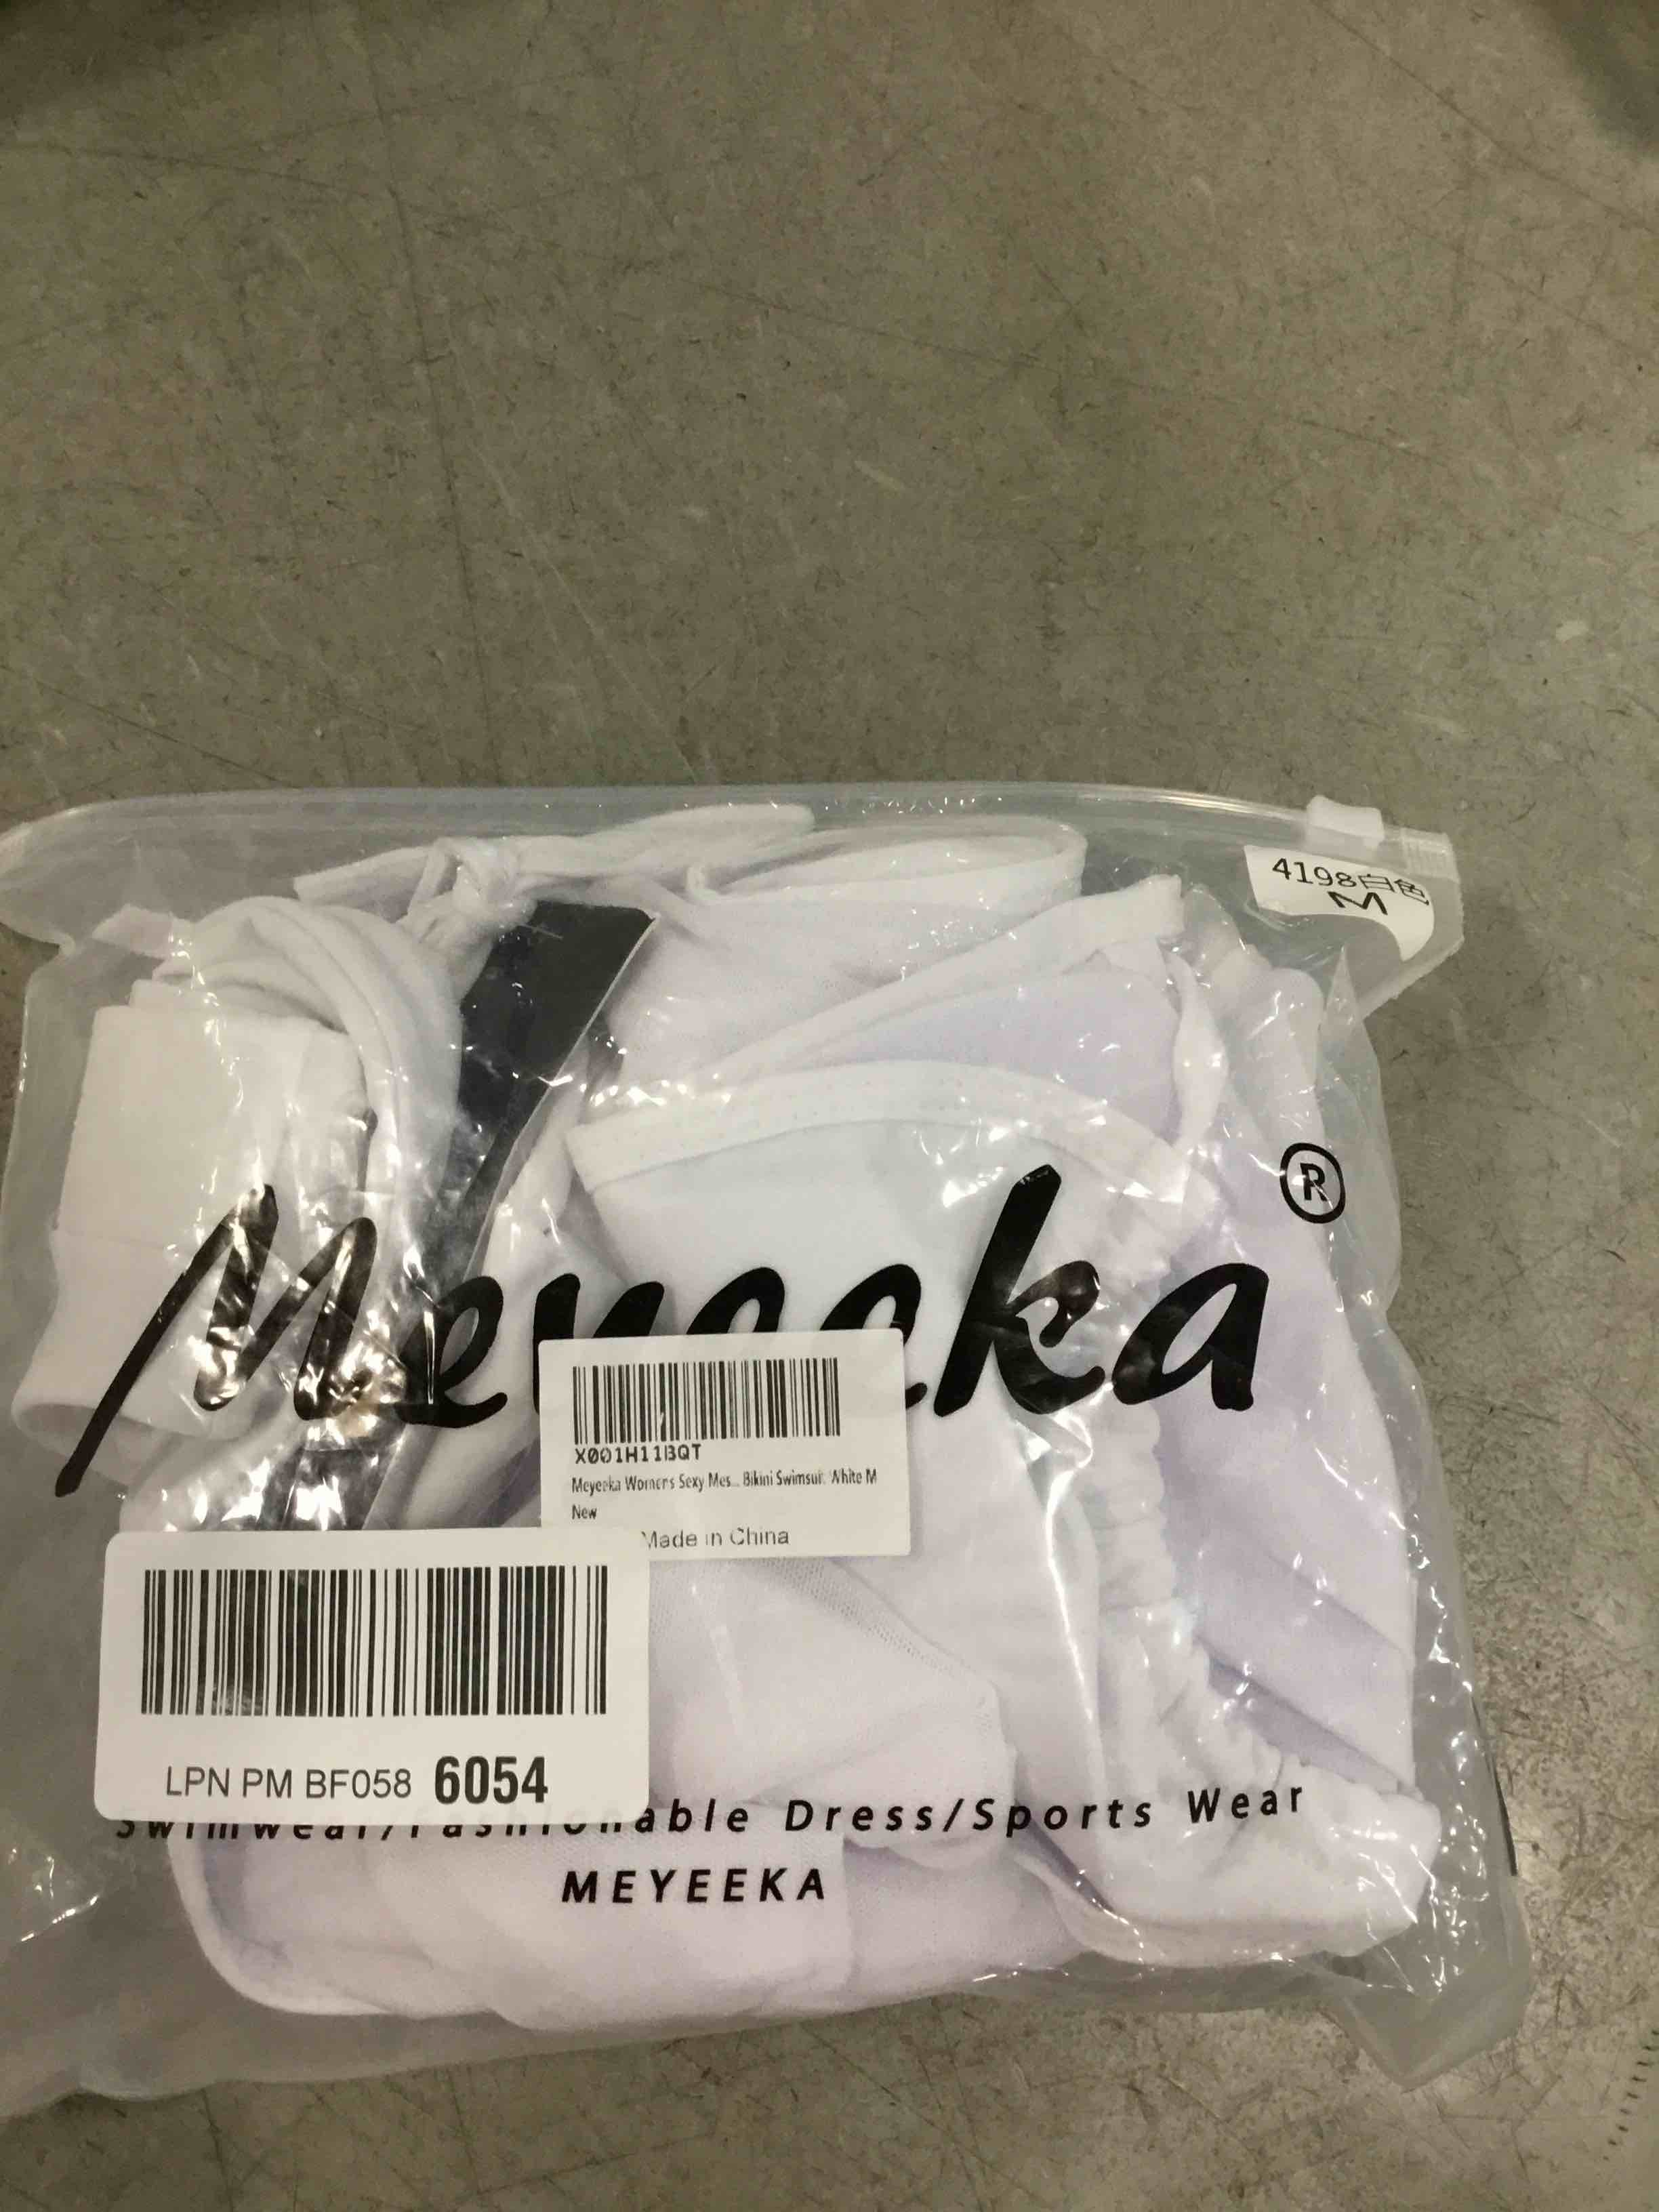 4198白色
M
Meyeeka®
X001H11BQT
Meyeeka Women's Sexy Mes... Bikini Swimsuit White M
New
Made in China
LPN PM BF058 6054
Swimwear/Fashionable Dress/Sports Wear
MEYEEKA